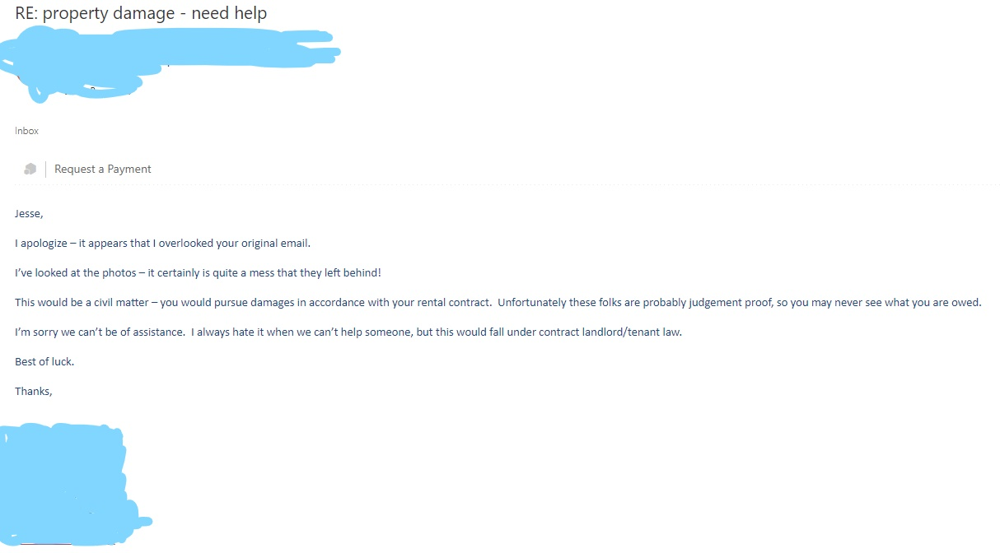 RE: property damage - need help
Inbox
Request a Payment
Jesse,
I apologize – it appears that I overlooked your original email.
I’ve looked at the photos – it certainly is quite a mess that they left behind!
This would be a civil matter – you would pursue damages in accordance with your rental contract.  Unfortunately these folks are probably judgement proof, so you may never see what you are owed.
I’m sorry we can’t be of assistance.  I always hate it when we can’t help someone, but this would fall under contract landlord/tenant law.
Best of luck.
Thanks,